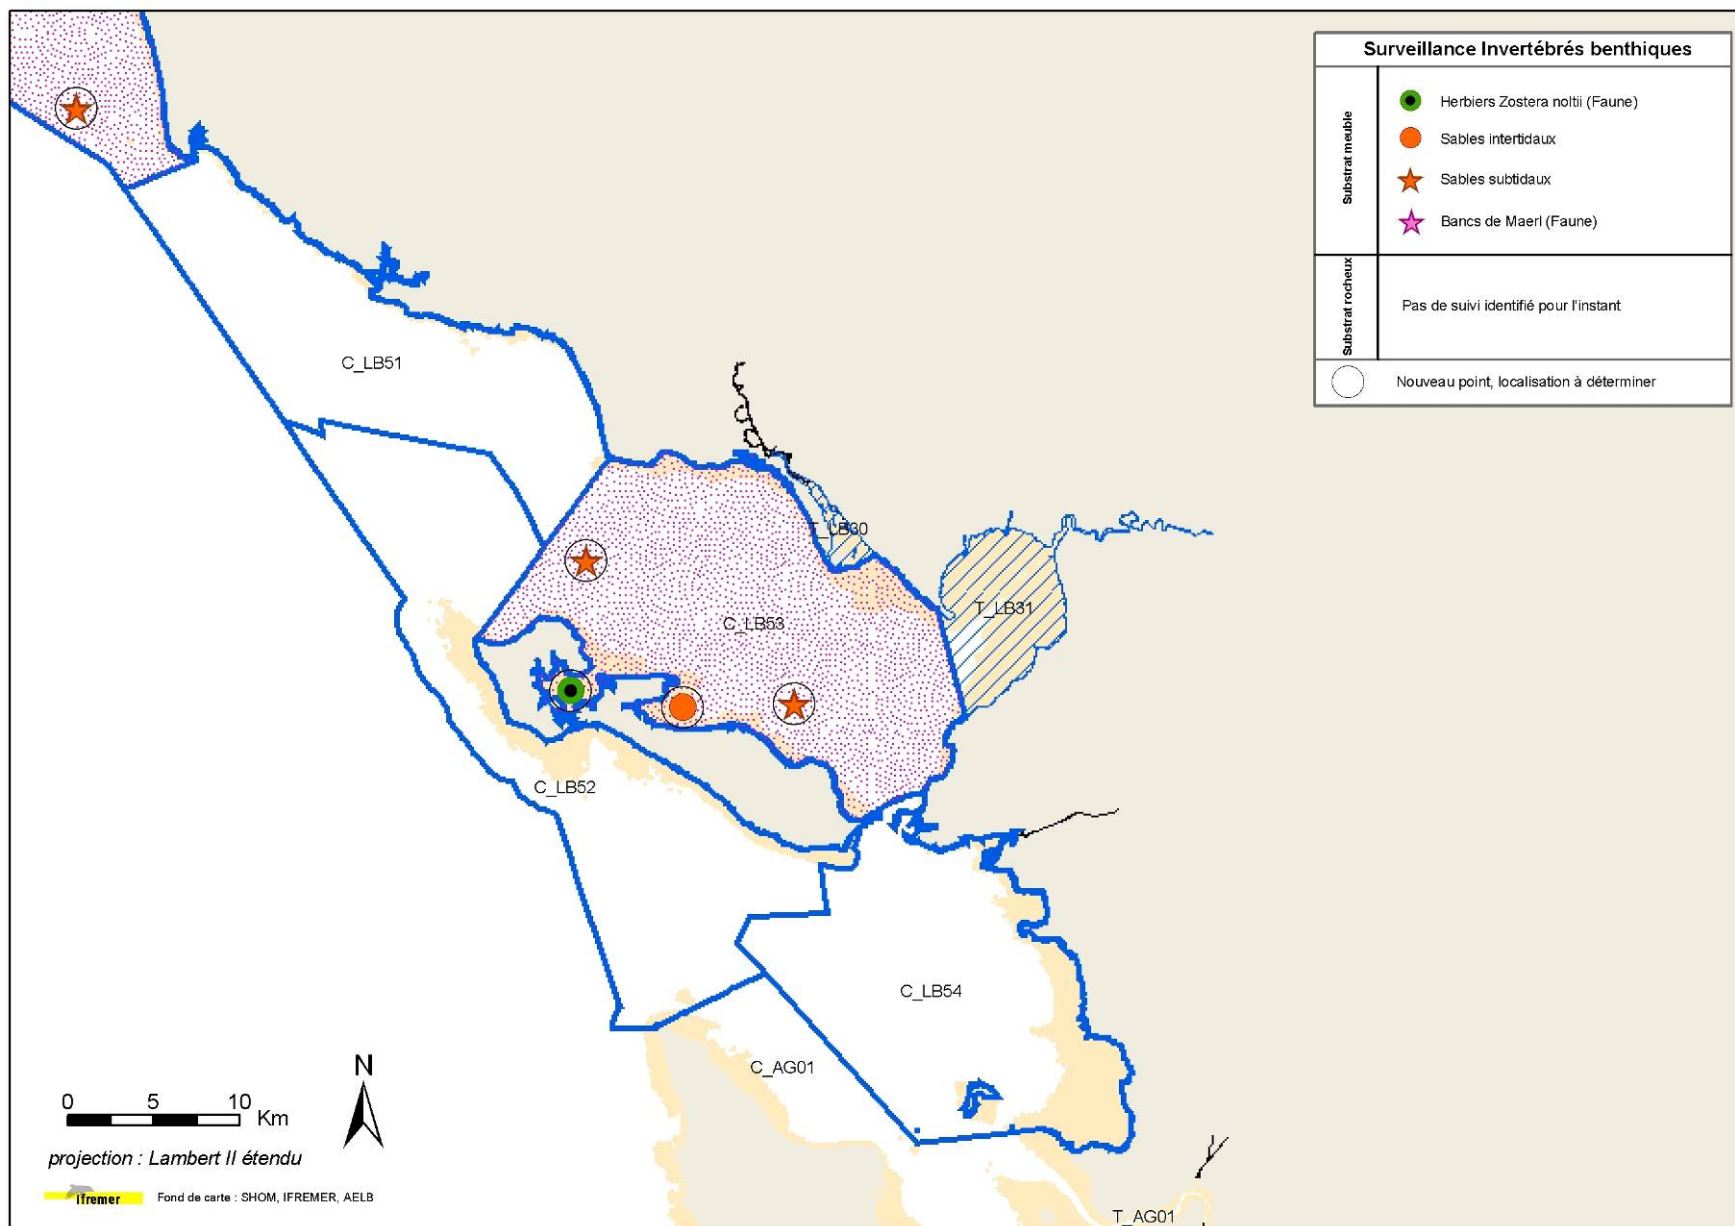 Surveillance Invertébrés benthiques
Substrat meuble
Herbiers Zostera noltii (Faune)
Sables intertidaux
Sables subtidaux
Bancs de Maerl (Faune)
Substrat rocheux
Pas de suivi identifié pour l'instant
Nouveau point, localisation à déterminer
C_LB51
T_LB30
T_LB31
C_LB53
C_LB52
C_LB54
C_AG01
T_AG01
N
0 5 10 Km
projection : Lambert II étendu
Ifremer
Fond de carte : SHOM, IFREMER, AELB